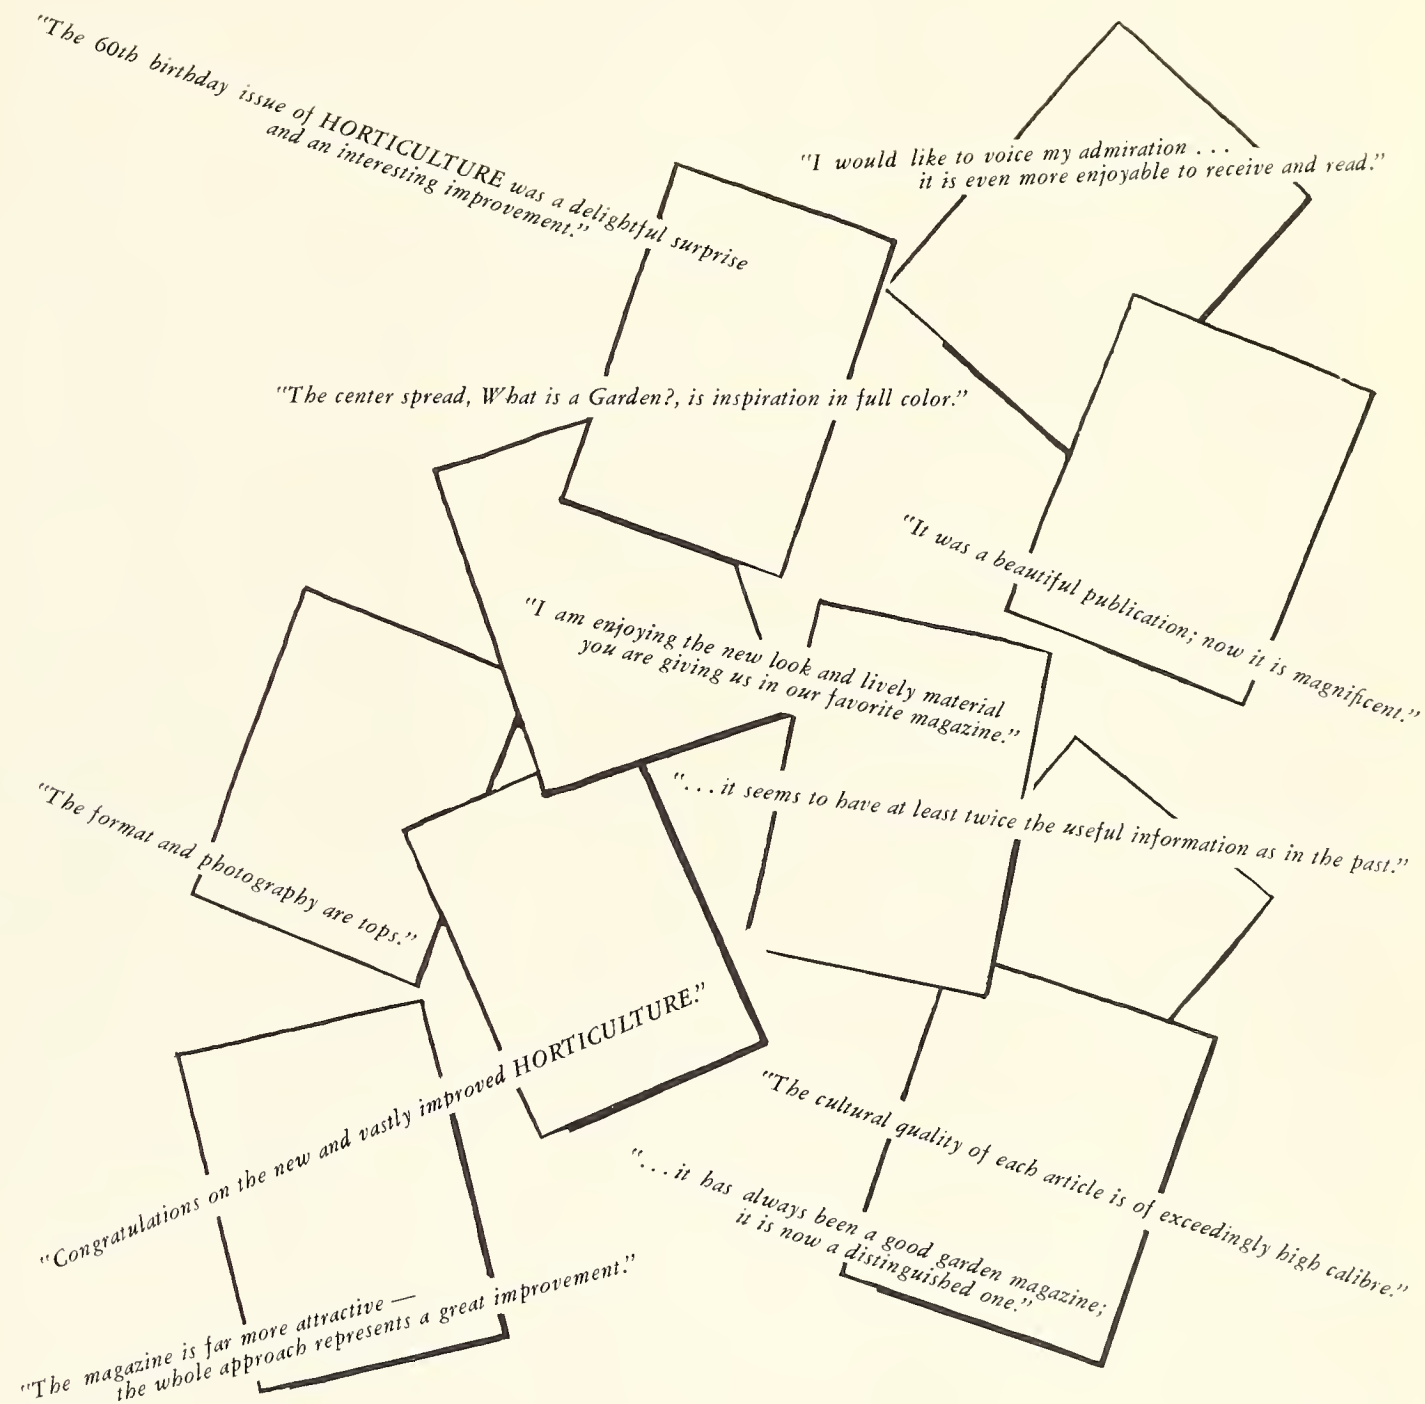 "The 60th birthday issue of HORTICULTURE was a delightful surprise
and an interesting improvement."
"I would like to voice my admiration . . .
it is even more enjoyable to receive and read."
"The center spread, What is a Garden?, is inspiration in full color."
"It was a beautiful publication; now it is magnificent."
"I am enjoying the new look and lively material
you are giving us in our favorite magazine."
". . . it seems to have at least twice the useful information as in the past."
"The format and photography are tops."
"Congratulations on the new and vastly improved HORTICULTURE."
"The cultural quality of each article is of exceedingly high calibre."
". . . it has always been a good garden magazine;
it is now a distinguished one."
"The magazine is far more attractive —
the whole approach represents a great improvement."